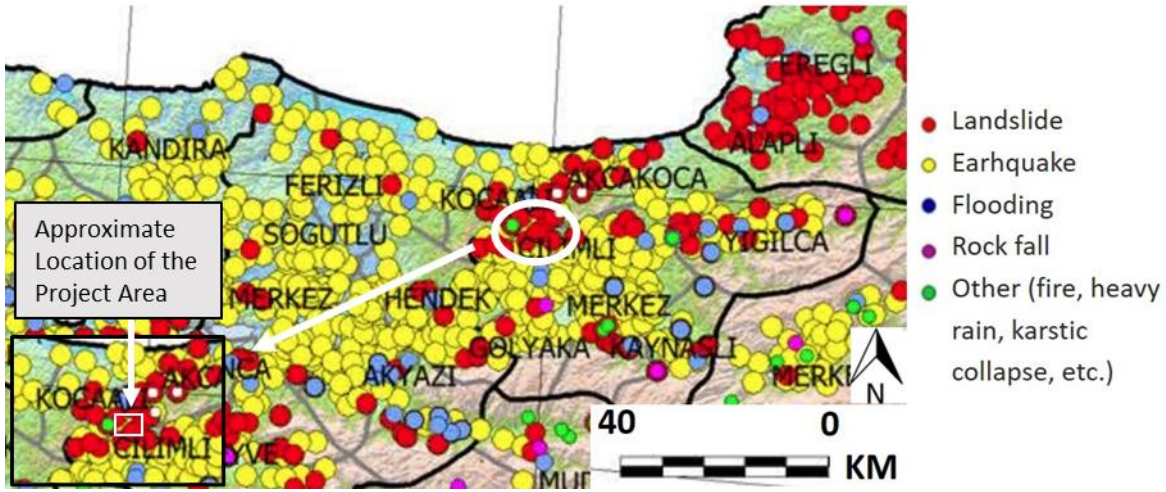 EREGLI
ALAPLI
KANDIRA
AKCAKOCA
FERIZLI
KOCAALI
SOGUTLU
CILIMLI
YIGILCA
MERKEZ
HENDEK
MERKEZ
GOLYAKA
KAYNASLI
AKYAZI
Approximate
Location of the
Project Area
CILIMLI
N
40
0
KM
Landslide
Earhquake
Flooding
Rock fall
Other (fire, heavy
rain, karstic
collapse, etc.)